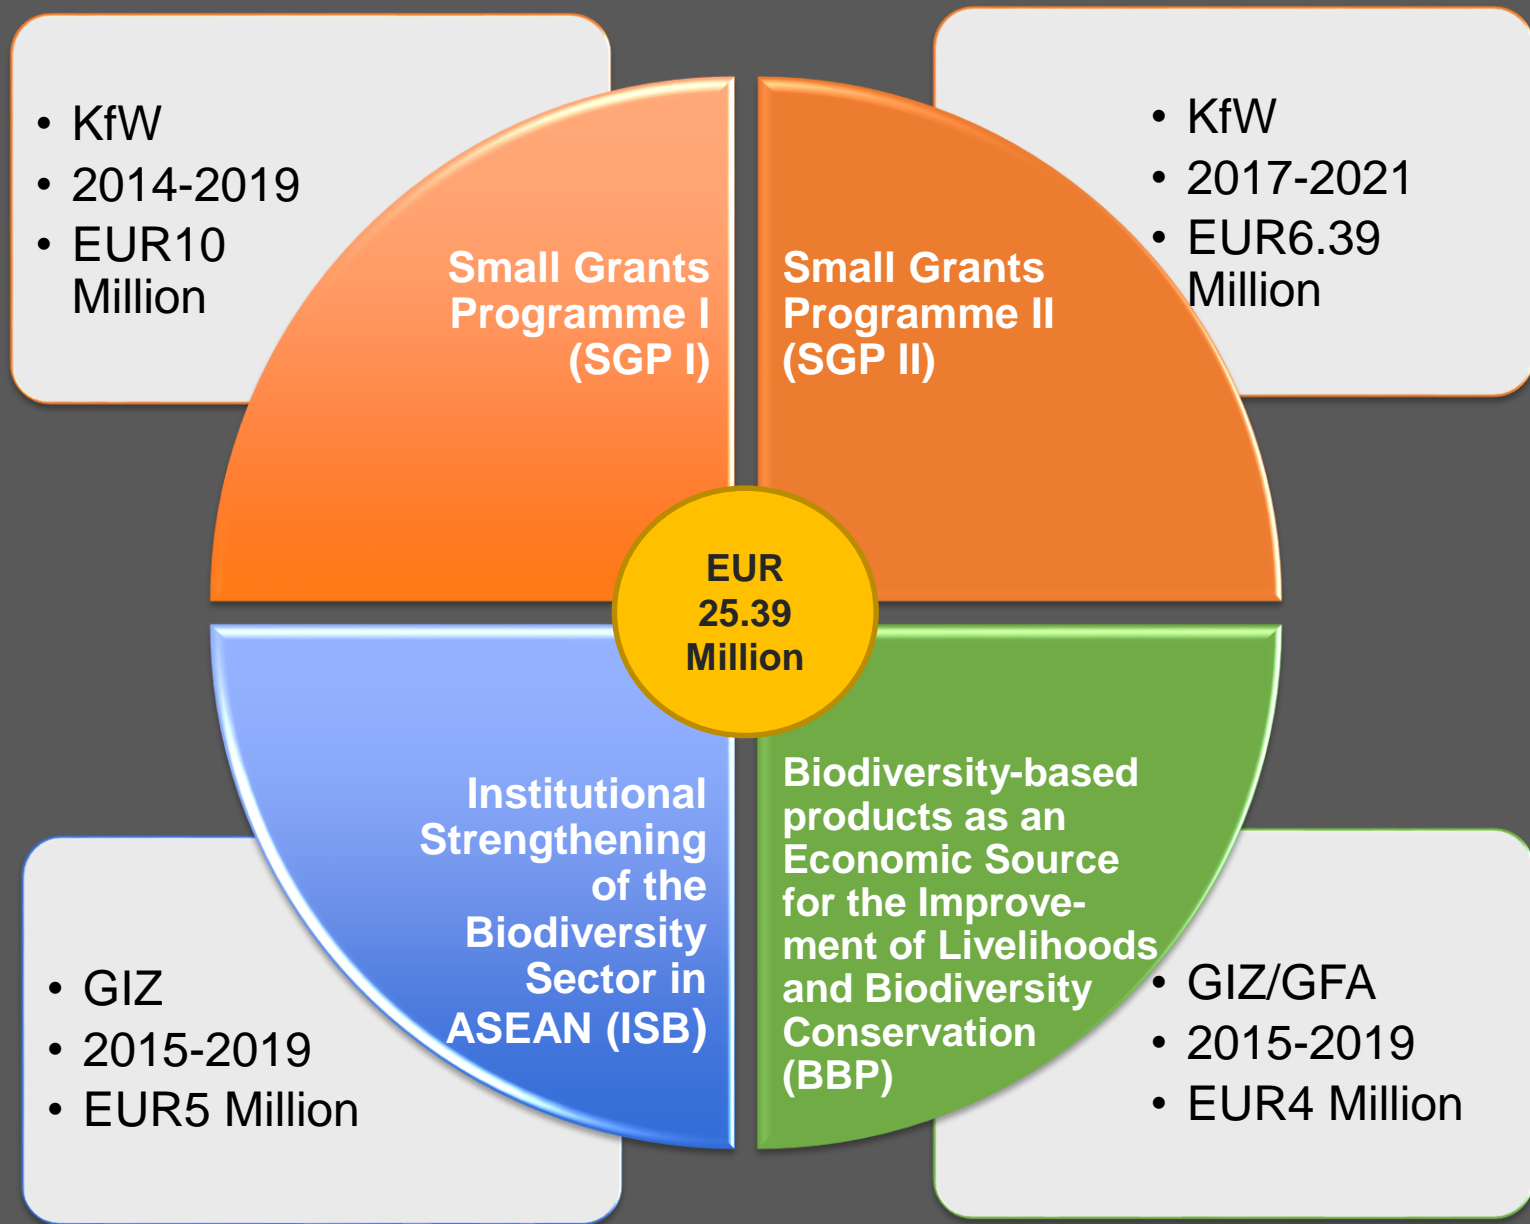 • KfW
• 2014-2019
• EUR10
Million
Small Grants
Programme I
(SGP I)
• KfW
• 2017-2021
• EUR6.39
Million
Small Grants
Programme II
(SGP II)
EUR
25.39
Million
Institutional
Strengthening
of the
Biodiversity
Sector in
ASEAN (ISB)
• GIZ
• 2015-2019
• EUR5 Million
Biodiversity-based
products as an
Economic Source
for the Improve-
ment of Livelihoods
and Biodiversity
Conservation
(BBP)
• GIZ/GFA
• 2015-2019
• EUR4 Million